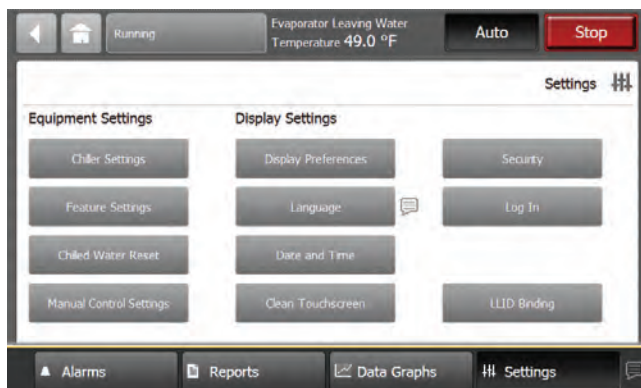 Running
Evaporator Leaving Water
Temperature 49.0 °F
Auto
Stop
Settings
Equipment Settings
Display Settings
Chiller Settings
Display Preferences
Security
Feature Settings
Language
Log In
Chilled Water Reset
Date and Time
Manual Control Settings
Clean Touchscreen
LLID Binding
Alarms
Reports
Data Graphs
Settings